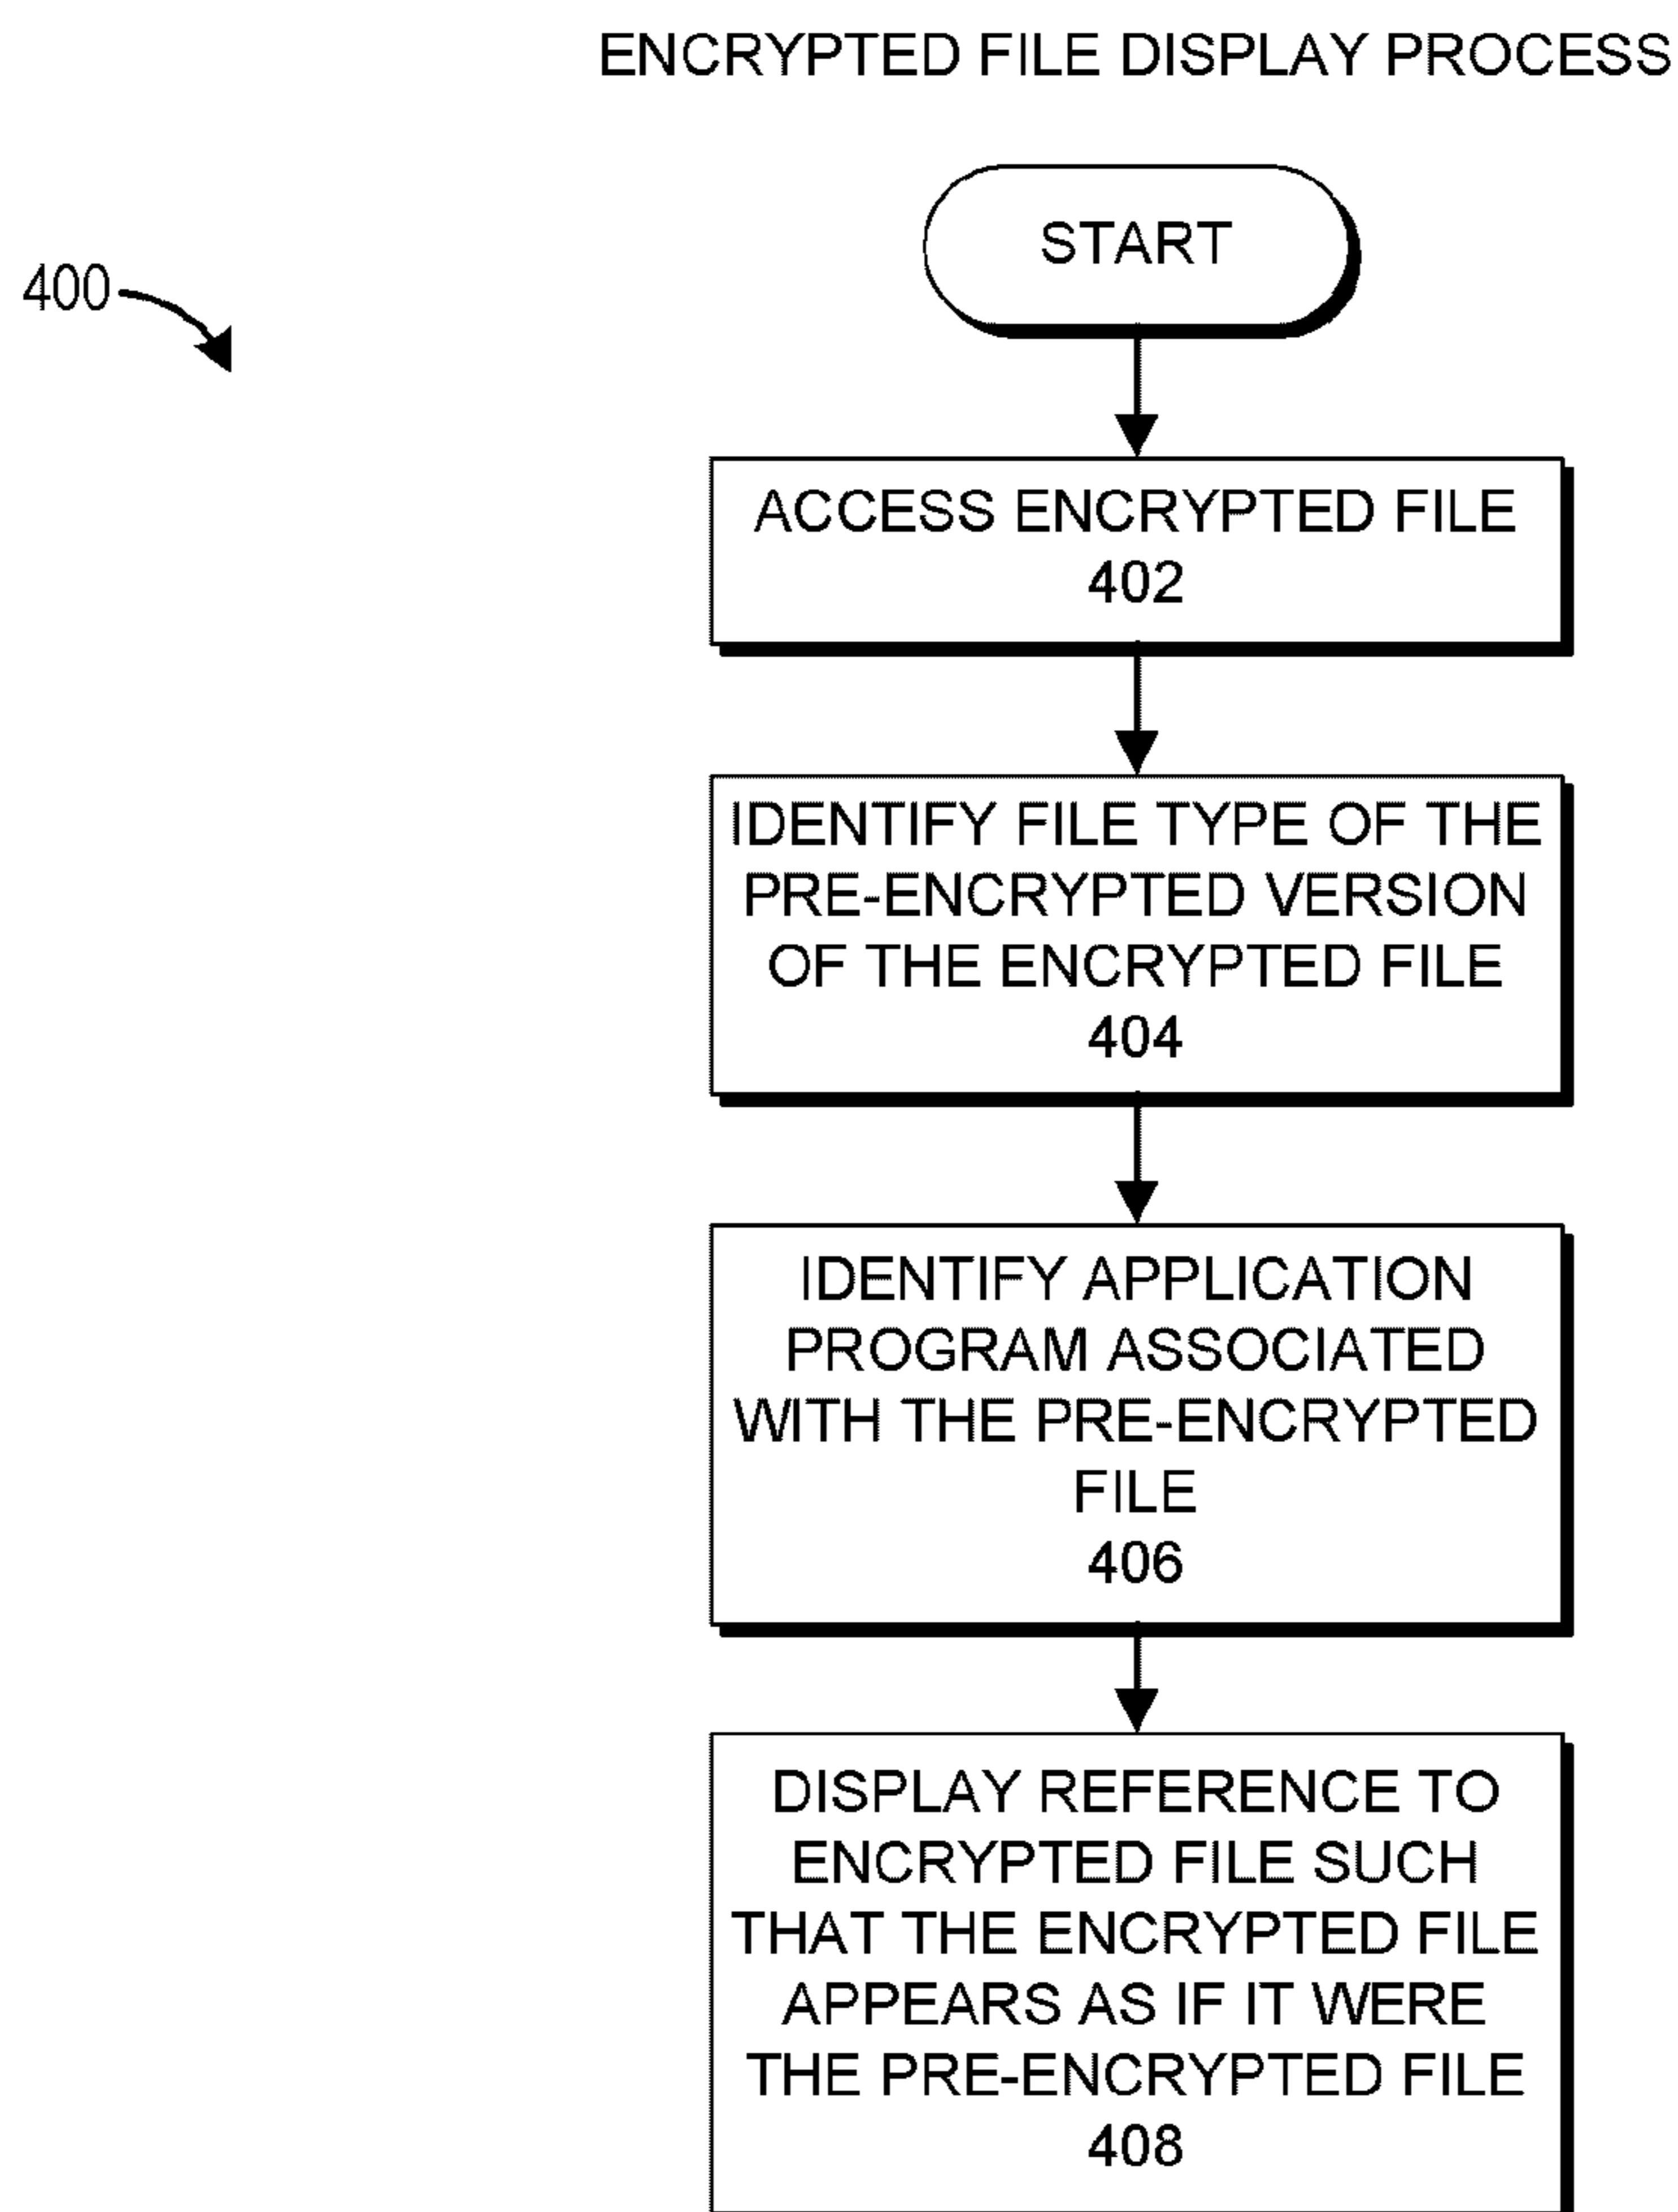 ENCRYPTED FILE DISPLAY PROCESS
START
400
ACCESS ENCRYPTED FILE
402
IDENTIFY FILE TYPE OF THE
PRE-ENCRYPTED VERSION
OF THE ENCRYPTED FILE
404
IDENTIFY APPLICATION
PROGRAM ASSOCIATED
WITH THE PRE-ENCRYPTED
FILE
406
DISPLAY REFERENCE TO
ENCRYPTED FILE SUCH
THAT THE ENCRYPTED FILE
APPEARS AS IF IT WERE
THE PRE-ENCRYPTED FILE
408